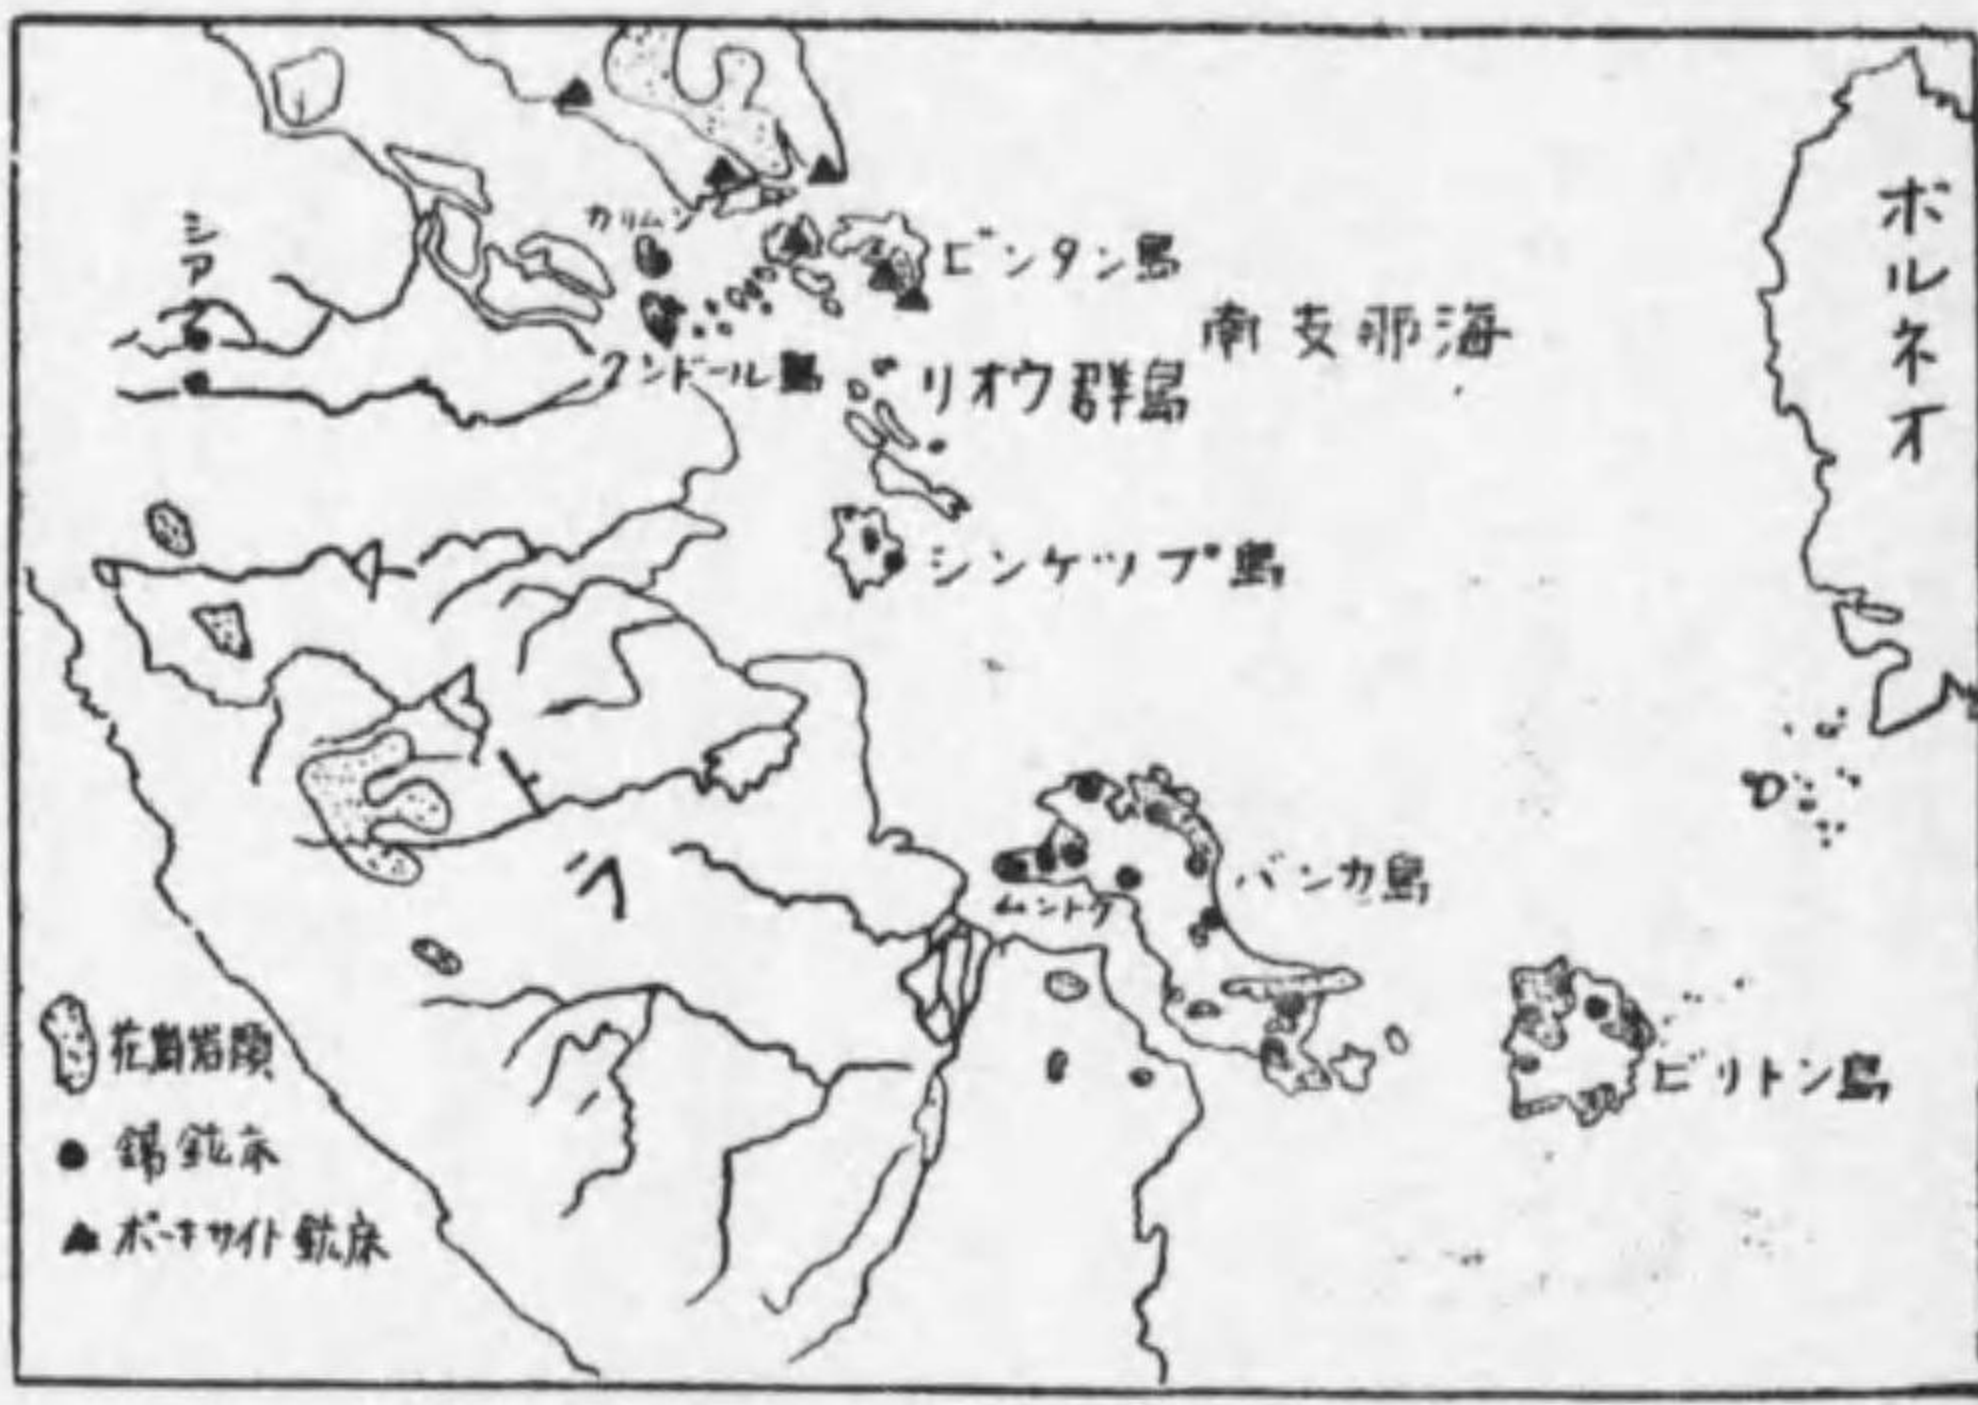 カリムン
シア
ビンタン島
南支那海
ボルネオ
クンドール島
リオウ群島
シンケップ島
バンカ島
ムントク
ビリトン島
花崗岩類
錫鉱床
ボーキサイト鉱床